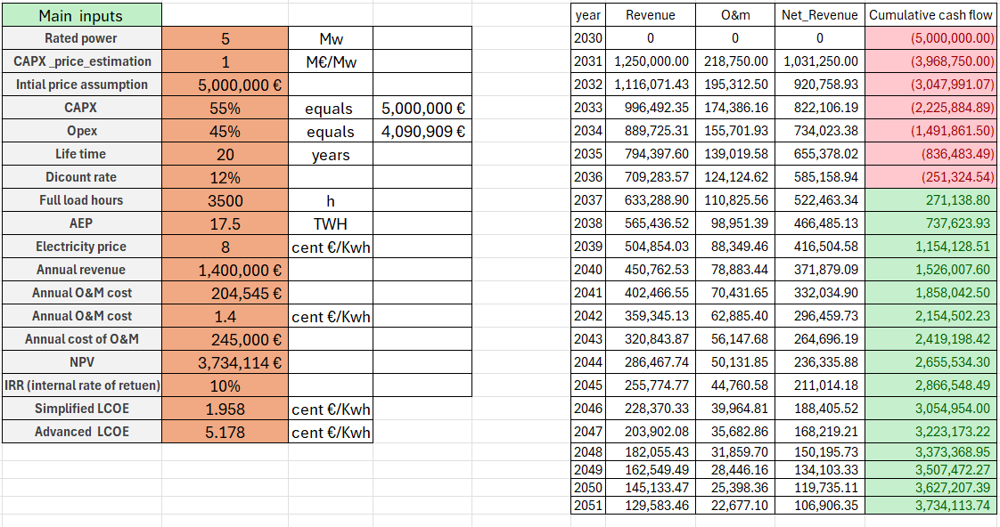 Main inputs
Rated power 5 Mw
CAPX _price_estimation 1 M€/Mw
Intial price assumption 5,000,000 €
CAPX 55% equals 5,000,000 €
Opex 45% equals 4,090,909 €
Life time 20 years
Dicount rate 12%
Full load hours 3500 h
AEP 17.5 TWH
Electricity price 8 cent €/Kwh
Annual revenue 1,400,000 €
Annual O&M cost 204,545 €
Annual O&M cost 1.4 cent €/Kwh
Annual cost of O&M 245,000 €
NPV 3,734,114 €
IRR (internal rate of retuen) 10%
Simplified LCOE 1.958 cent €/Kwh
Advanced LCOE 5.178 cent €/Kwh
year Revenue O&m Net_Revenue Cumulative cash flow
2030 0 0 0 (5,000,000.00)
2031 1,250,000.00 218,750.00 1,031,250.00 (3,968,750.00)
2032 1,116,071.43 195,312.50 920,758.93 (3,047,991.07)
2033 996,492.35 174,386.16 822,106.19 (2,225,884.89)
2034 889,725.31 155,701.93 734,023.38 (1,491,861.50)
2035 794,397.60 139,019.58 655,378.02 (836,483.49)
2036 709,283.57 124,124.62 585,158.94 (251,324.54)
2037 633,288.90 110,825.56 522,463.34 271,138.80
2038 565,436.52 98,951.39 466,485.13 737,623.93
2039 504,854.03 88,349.46 416,504.58 1,154,128.51
2040 450,762.53 78,883.44 371,879.09 1,526,007.60
2041 402,466.55 70,431.65 332,034.90 1,858,042.50
2042 359,345.13 62,885.40 296,459.73 2,154,502.23
2043 320,843.87 56,147.68 264,696.19 2,419,198.42
2044 286,467.74 50,131.85 236,335.88 2,655,534.30
2045 255,774.77 44,760.58 211,014.18 2,866,548.49
2046 228,370.33 39,964.81 188,405.52 3,054,954.00
2047 203,902.08 35,682.86 168,219.21 3,223,173.22
2048 182,055.43 31,859.70 150,195.73 3,373,368.95
2049 162,549.49 28,446.16 134,103.33 3,507,472.27
2050 145,133.47 25,398.36 119,735.11 3,627,207.39
2051 129,583.46 22,677.10 106,906.35 3,734,113.74